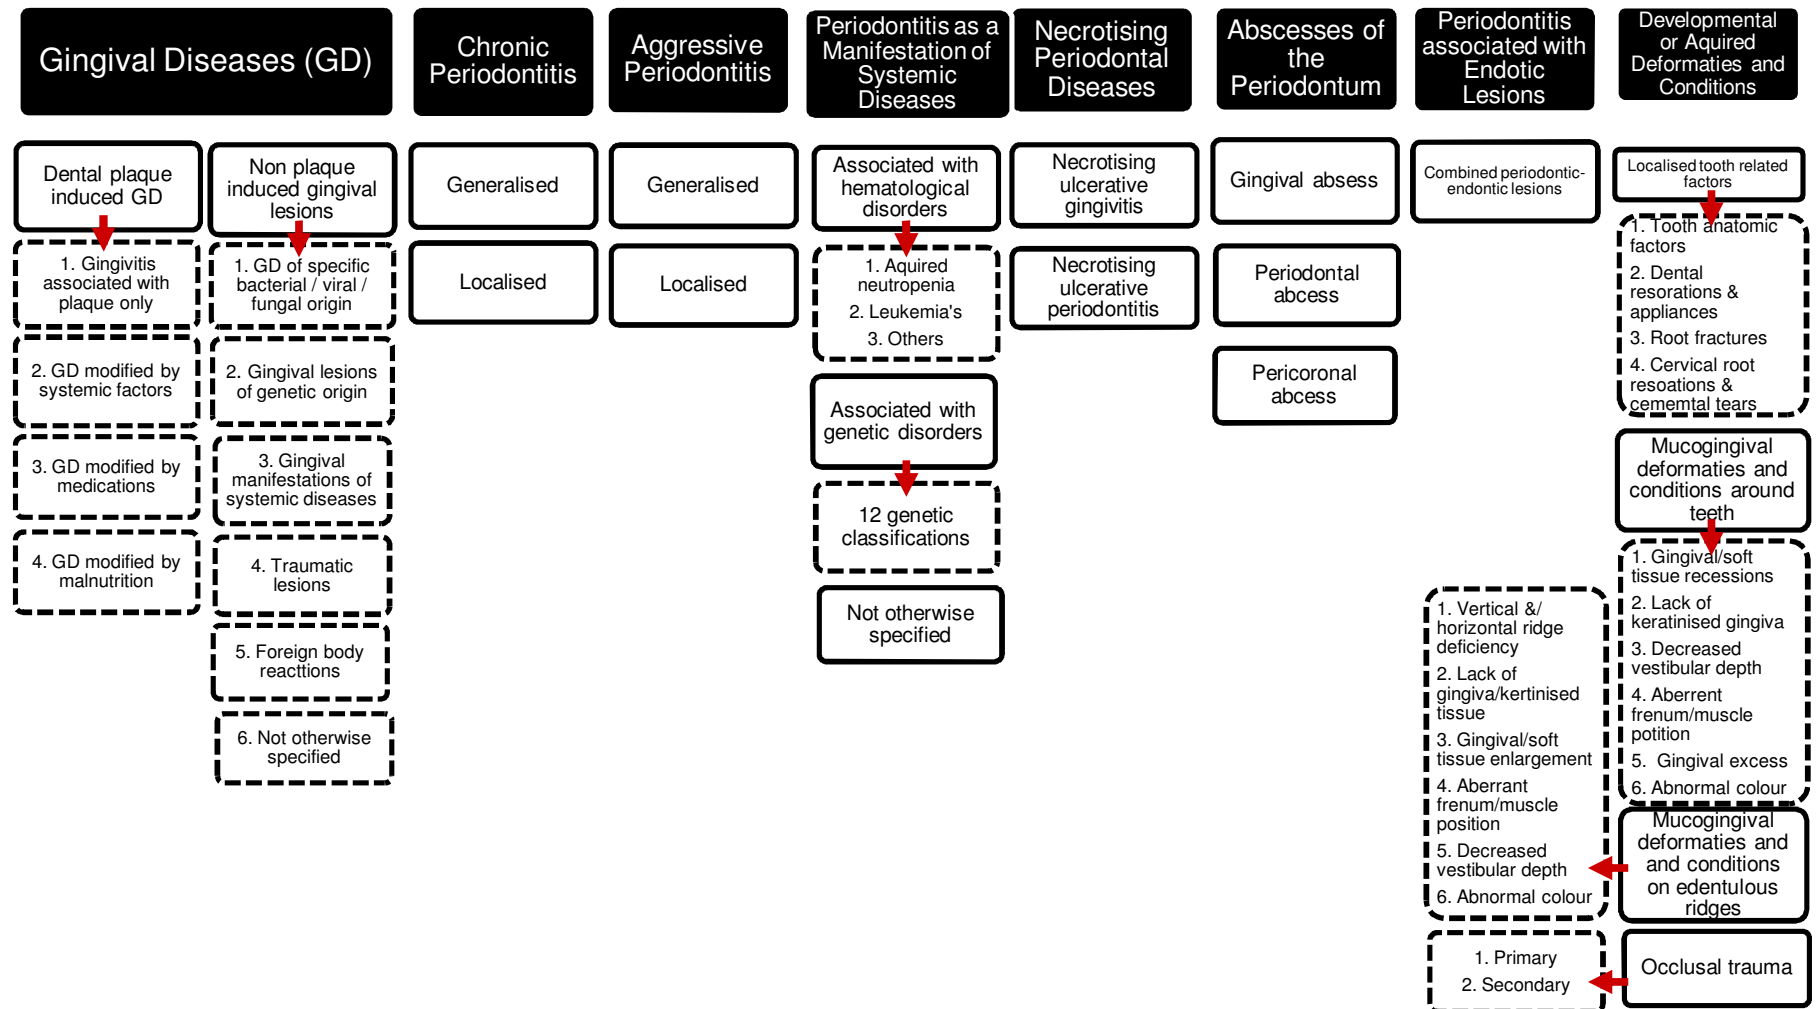 Gingival Diseases (GD)
Chronic
Periodontitis
Aggressive
Periodontitis
Periodontitis as a
Manifestation of
Systemic
Diseases
Necrotising
Periodontal
Diseases
Abscesses of
the
Periodontum
Periodontitis
associated with
Endotic
Lesions
Developmental
or Aquired
Deformaties and
Conditions
Dental plaque
induced GD
1. Gingivitis
associated with
plaque only
2. GD modified by
systemic factors
3. GD modified by
medications
4. GD modified by
malnutrition
Non plaque
induced gingival
lesions
1. GD of specific
bacterial / viral /
fungal origin
2. Gingival lesions
of genetic origin
3. Gingival
manifestations of
systemic diseases
4. Traumatic
lesions
5. Foreign body
reacttions
6. Not otherwise
specified
Generalised
Localised
Generalised
Localised
Associated with
hematological
disorders
1. Aquired
neutropenia
2. Leukemia's
3. Others
Associated with
genetic disorders
12 genetic
classifications
Not otherwise
specified
Necrotising
ulcerative
gingivitis
Necrotising
ulcerative
periodontitis
Gingival absess
Periodontal
abcess
Pericoronal
abcess
Combined periodontic-
endontic lesions
Localised tooth related
factors
1. Tooth anatomic
factors
2. Dental
resorations &
appliances
3. Root fractures
4. Cervical root
resoations &
cememtal tears
Mucogingival
deformaties and
conditions around
teeth
1. Gingival/soft
tissue recessions
2. Lack of
keratinised gingiva
3. Decreased
vestibular depth
4. Aberrent
frenum/muscle
potition
5. Gingival excess
6. Abnormal colour
Mucogingival
deformaties and
and conditions
on edentulous
ridges
1. Vertical &/
horizontal ridge
deficiency
2. Lack of
gingiva/kertinised
tissue
3. Gingival/soft
tissue enlargement
4. Aberrant
frenum/muscle
position
5. Decreased
vestibular depth
6. Abnormal colour
Occlusal trauma
1. Primary
2. Secondary